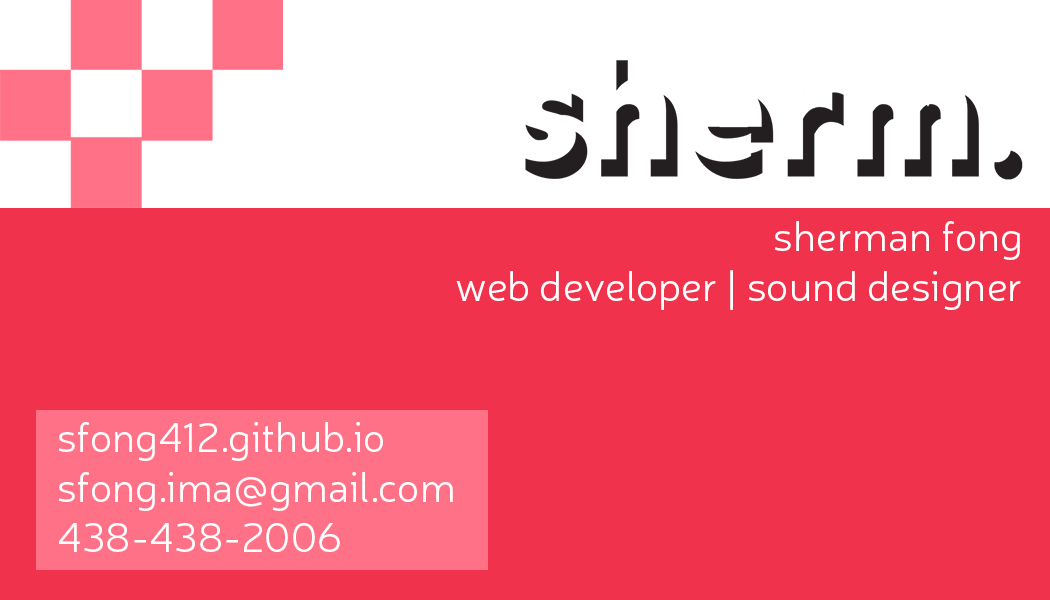 sherm.
sherman fong
web developer | sound designer
sfong412.github.io
sfong.ima@gmail.com
438-438-2006